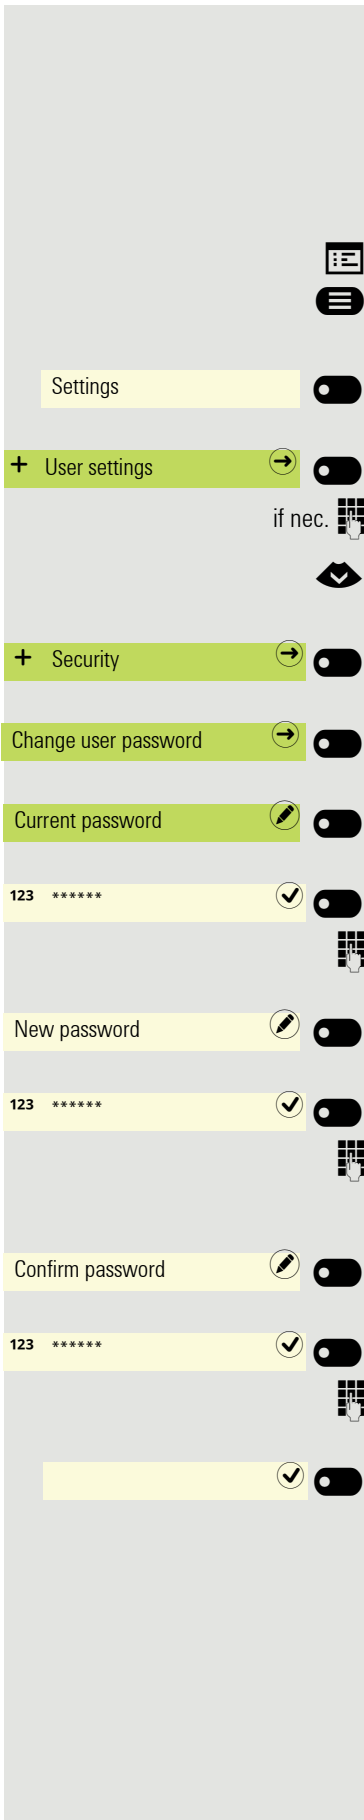 Settings
+ User settings
if nec.
+ Security
Change user password
Current password
123 ******
New password
123 ******
Confirm password
123 ******